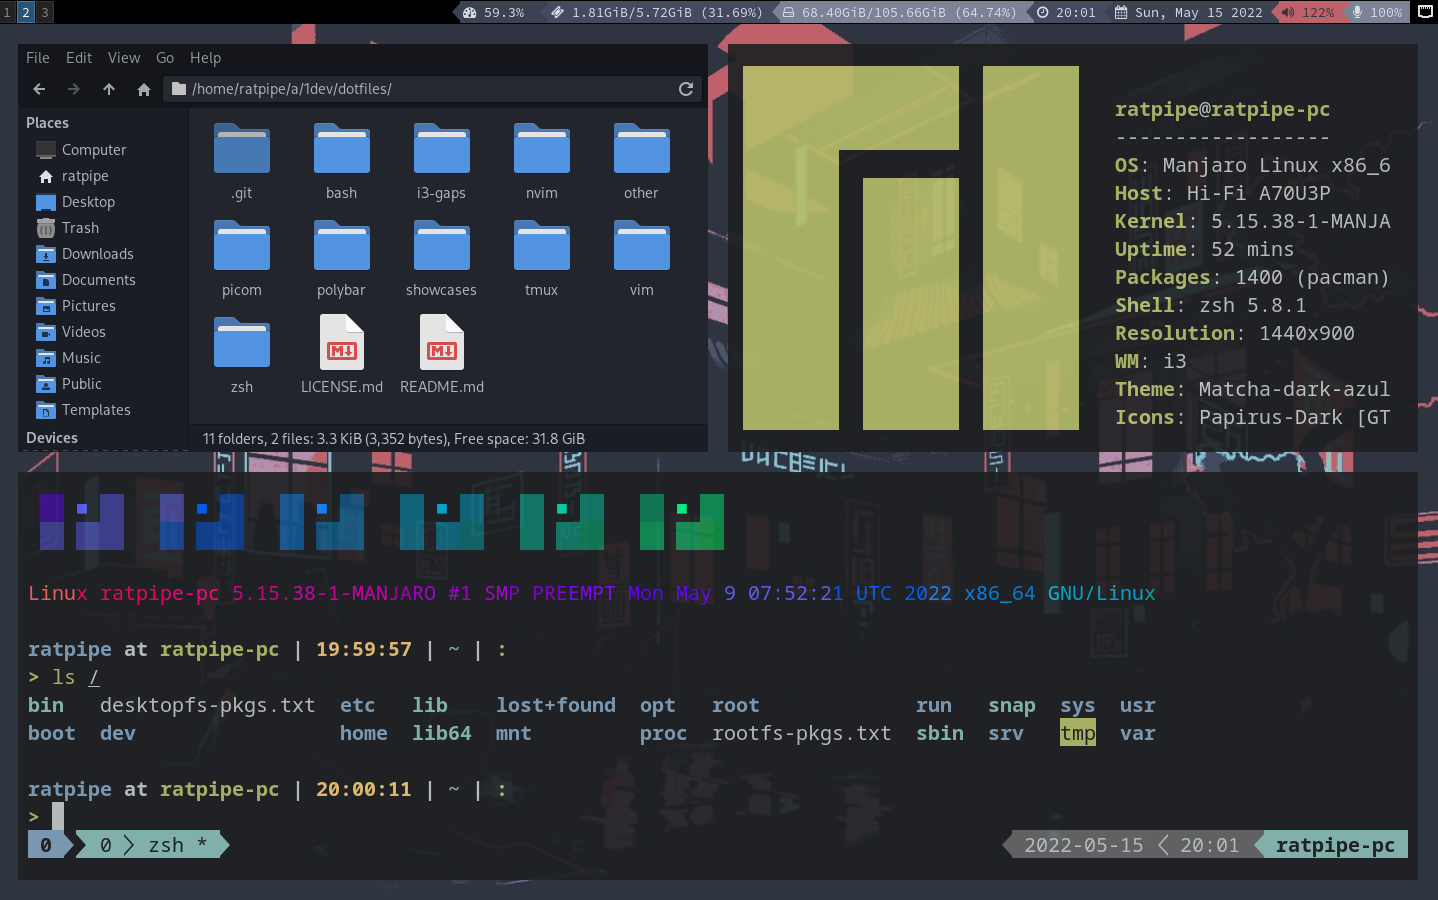 1 2 3
59.3% 1.81GiB/5.72GiB (31.69%) 68.40GiB/105.66GiB (64.74%) 20:01 Sun, May 15 2022 122% 100%
File Edit View Go Help
/home/ratpipe/a/1dev/dotfiles/
Places
Computer
ratpipe
Desktop
Trash
Downloads
Documents
Pictures
Videos
Music
Public
Templates
Devices
.git bash i3-gaps nvim other
picom polybar showcases tmux vim
zsh LICENSE.md README.md
11 folders, 2 files: 3.3 KiB (3,352 bytes), Free space: 31.8 GiB
ratpipe@ratpipe-pc
------------------
OS: Manjaro Linux x86_6
Host: Hi-Fi A70U3P
Kernel: 5.15.38-1-MANJA
Uptime: 52 mins
Packages: 1400 (pacman)
Shell: zsh 5.8.1
Resolution: 1440x900
WM: i3
Theme: Matcha-dark-azul
Icons: Papirus-Dark [GT
Linux ratpipe-pc 5.15.38-1-MANJARO #1 SMP PREEMPT Mon May 9 07:52:21 UTC 2022 x86_64 GNU/Linux
ratpipe at ratpipe-pc | 19:59:57 | ~ | :
> ls /
bin desktopfs-pkgs.txt etc lib lost+found opt root run snap sys usr
boot dev home lib64 mnt proc rootfs-pkgs.txt sbin srv tmp var
ratpipe at ratpipe-pc | 20:00:11 | ~ | :
>
0 0 zsh * 2022-05-15 20:01 ratpipe-pc